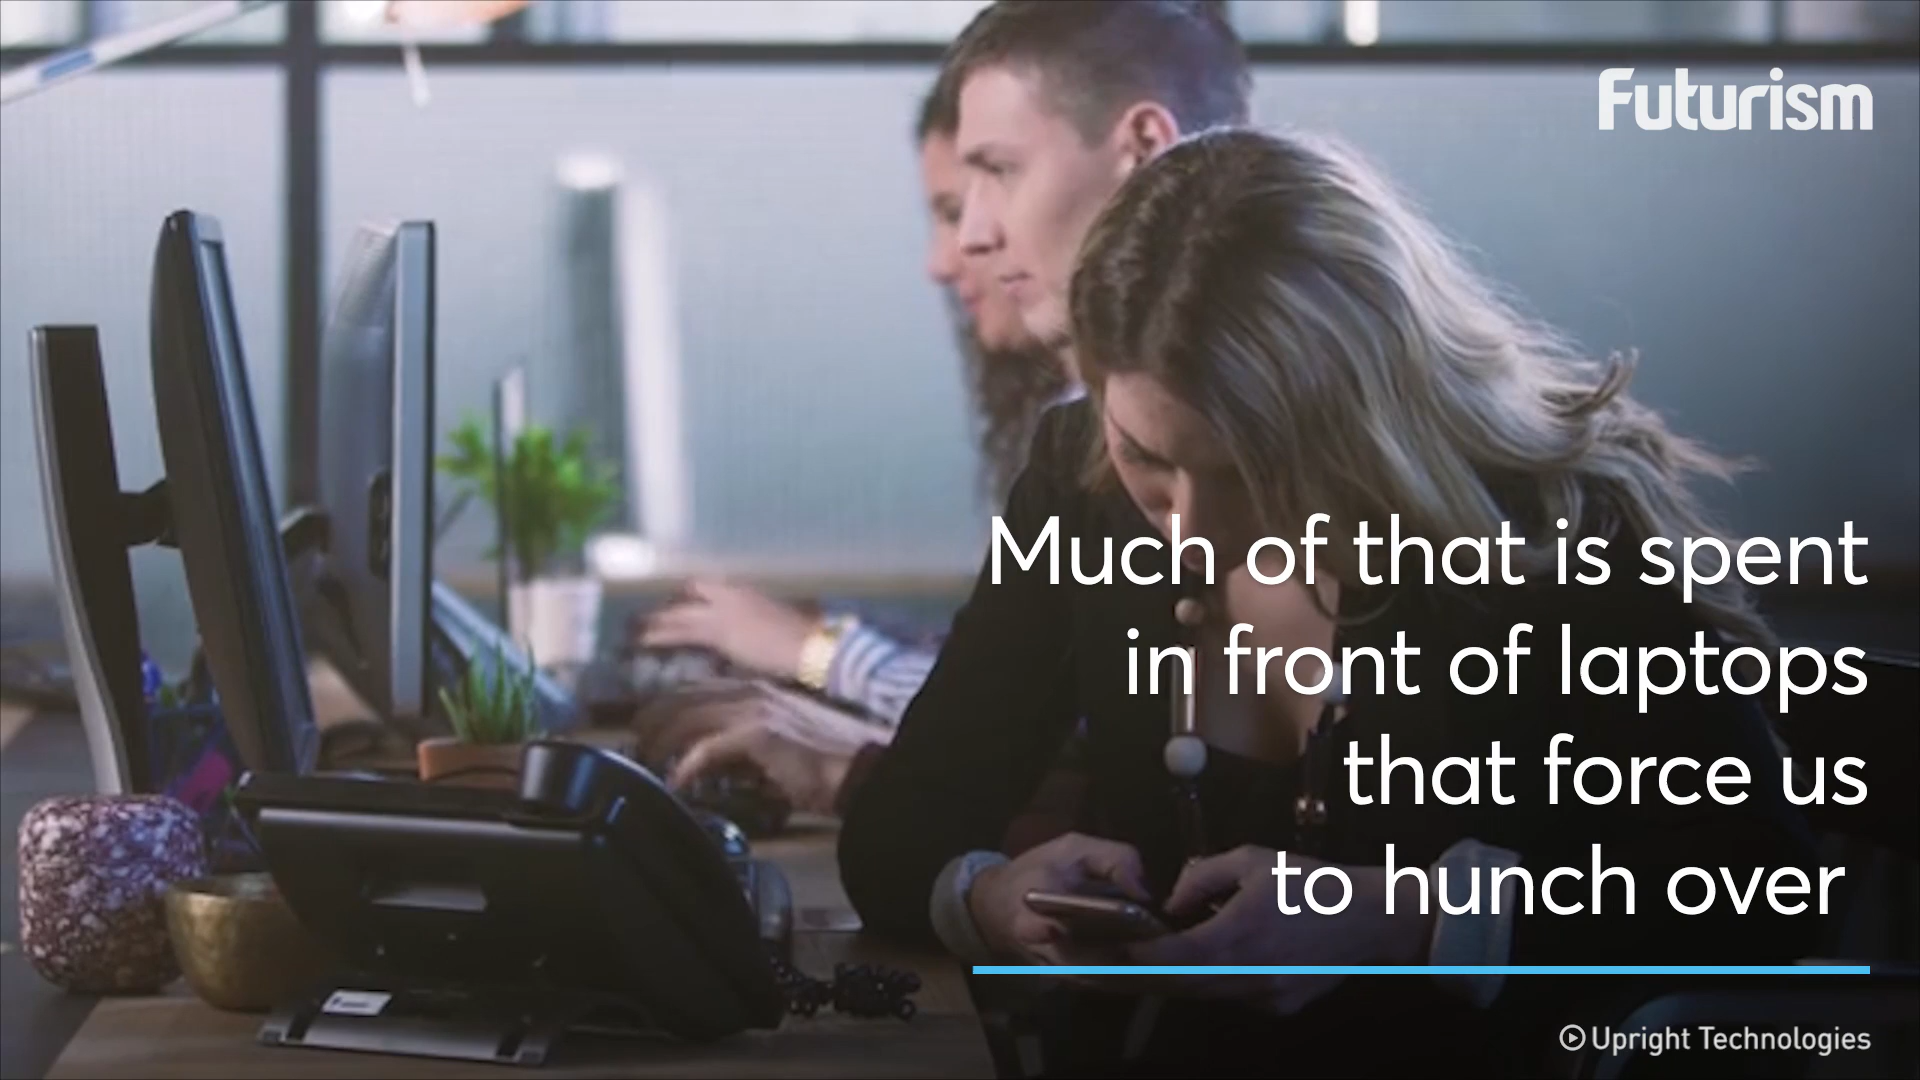 Futurism
Much of that is spent
in front of laptops
that force us
to hunch over
Upright Technologies